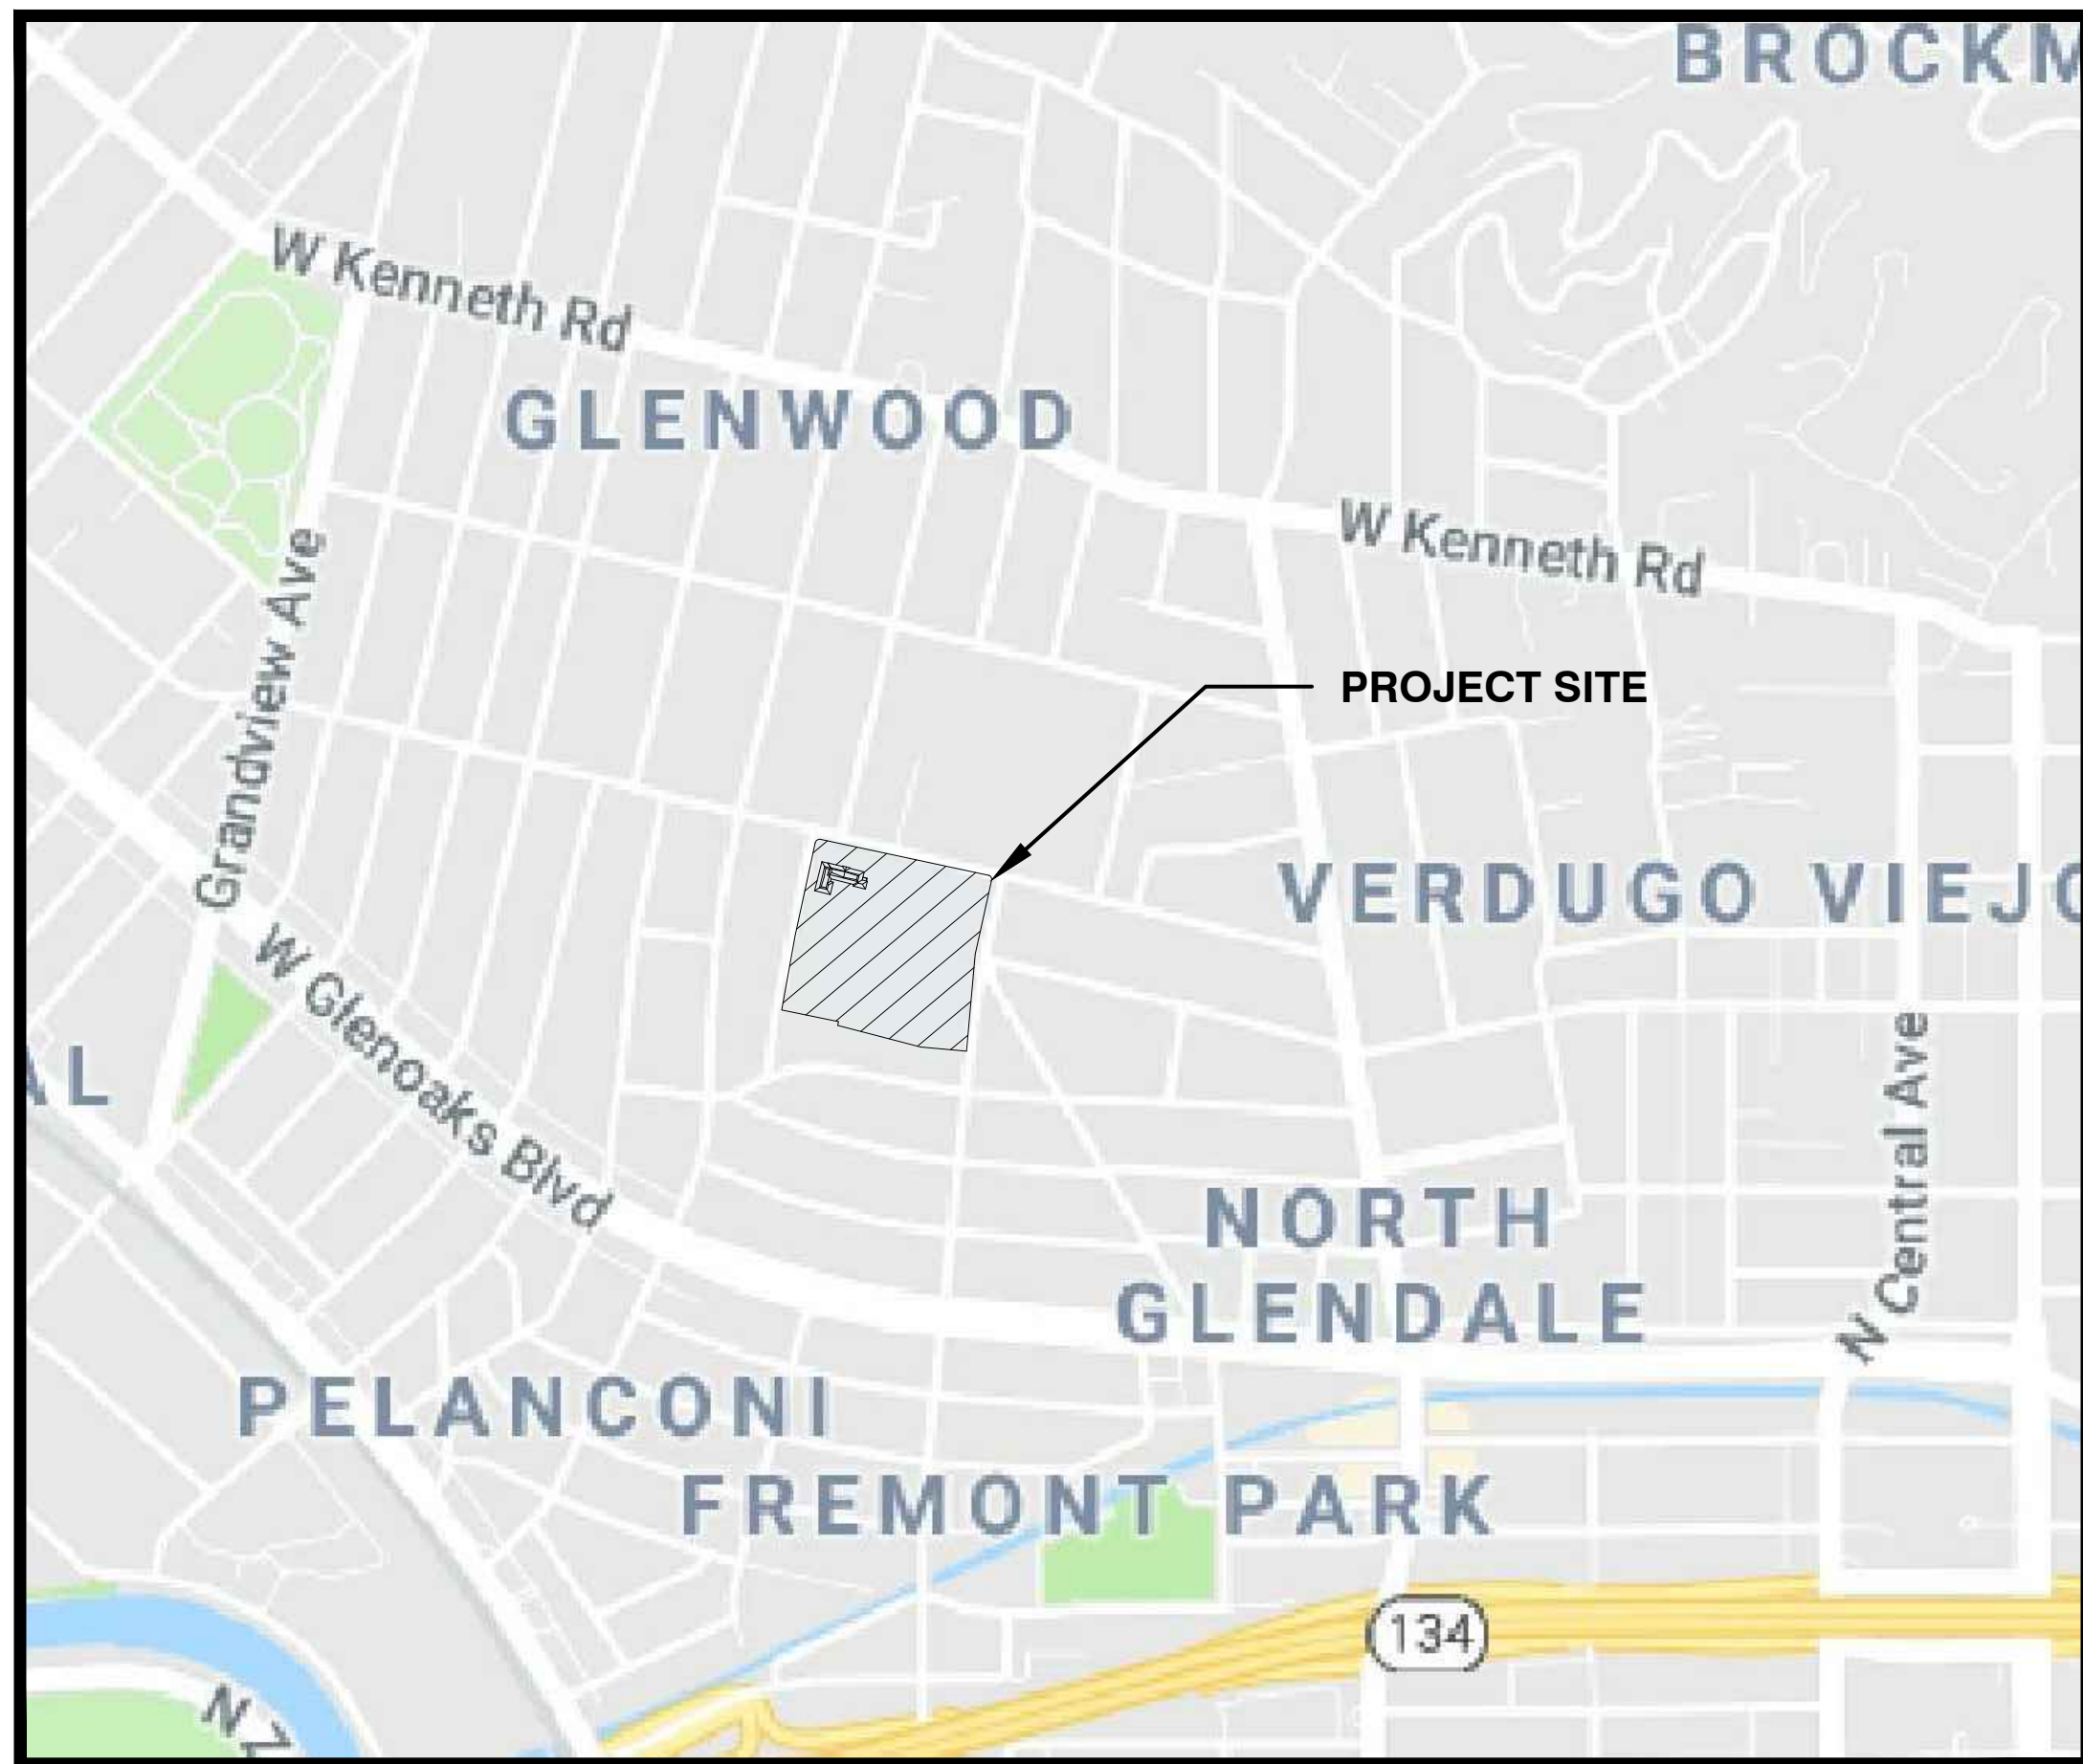 BROCKM
W Kenneth Rd
GLENWOOD
W Kenneth Rd
Grandview Ave
PROJECT SITE
VERDUGO VIEJO
W Glenoaks Blvd
AL
N Central Ave
NORTH
GLENDALE
PELANCONI
FREMONT PARK
134
N Z